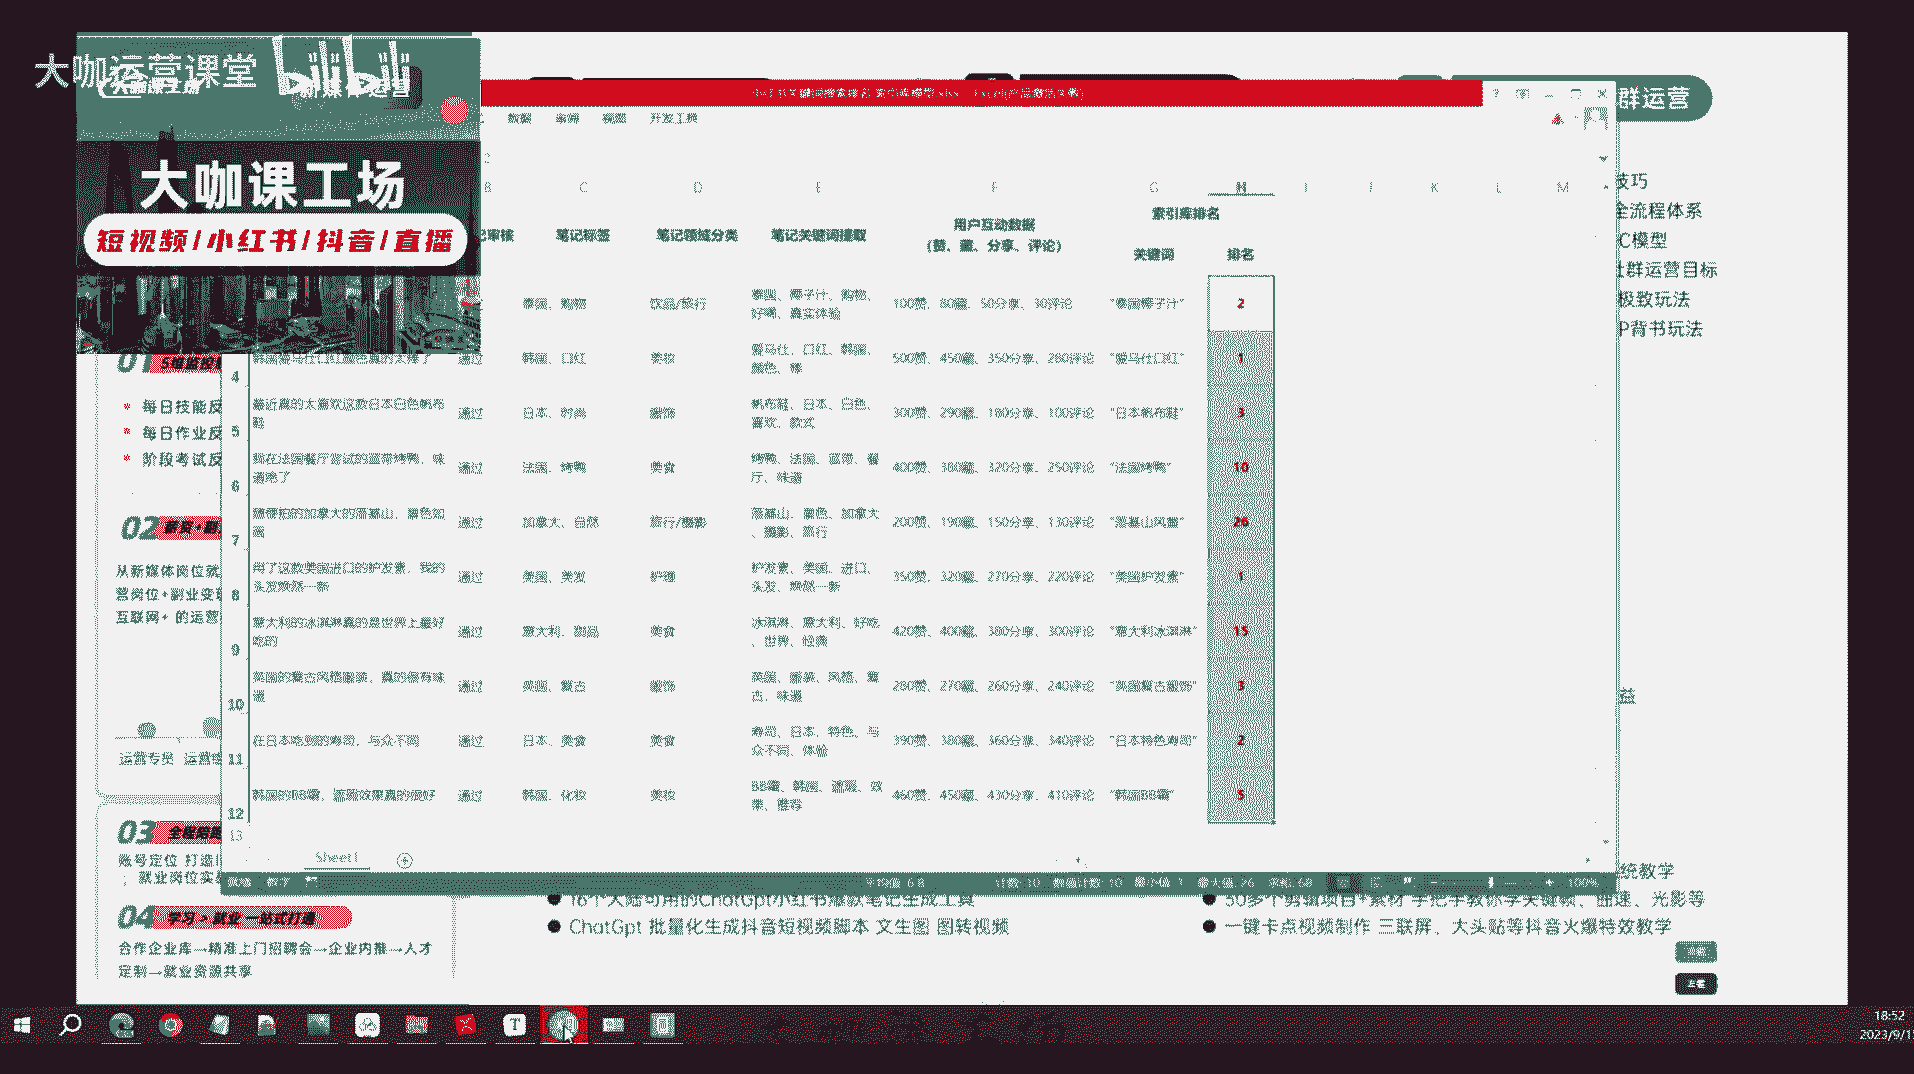 大咖运营课堂 bilibili
新媒体运营
大咖课工场
短视频/小红书/抖音/直播
群运营
数据 审阅 视图 开发工具
C D E F G H I J K L M
笔记标签 笔记领域分类 笔记关键词提取 用户互动数据
(赞、藏、分享、评论) 索引库排名
关键词 排名
泰国、购物 饮品/旅行 泰国、椰子汁、购物、
好喝、真实体验 100赞、80藏、50分享、30评论 "泰国椰子汁" 2
4 韩国爱马仕口红颜色真的太棒了 通过 韩国、口红 美妆 爱马仕、口红、韩国、
颜色、棒 500赞、450藏、350分享、280评论 "爱马仕口红" 1
5 最近真的太喜欢这款日本白色帆布
鞋 通过 日本、时尚 服饰 帆布鞋、日本、白色、
喜欢、款式 300赞、290藏、180分享、100评论 "日本帆布鞋" 3
6 我在法国餐厅尝试的蓝带烤鸭，味
道绝了 通过 法国、烤鸭 美食 烤鸭、法国、蓝带、餐
厅、味道 400赞、380藏、320分享、250评论 "法国烤鸭" 10
7 随便拍的加拿大的落基山，景色如
画 通过 加拿大、自然 旅行/摄影 落基山、景色、加拿大
、摄影、旅行 200赞、190藏、150分享、130评论 "落基山风景" 26
8 用了这款美国进口的护发素，我的
头发焕然一新 通过 美国、美发 护理 护发素、美国、进口、
头发、焕然一新 350赞、320藏、270分享、220评论 "美国护发素" 1
9 意大利的冰淇淋真的是世界上最好
吃的 通过 意大利、甜品 美食 冰淇淋、意大利、好吃
、世界、经典 420赞、400藏、380分享、300评论 "意大利冰淇淋" 15
10 英国的复古风格服装，真的很有味
道 通过 英国、复古 服饰 英国、服装、风格、复
古、味道 280赞、270藏、260分享、240评论 "英国复古服饰" 3
11 在日本吃到的寿司，与众不同 通过 日本、美食 美食 寿司、日本、特色、与
众不同、体验 390赞、380藏、360分享、340评论 "日本特色寿司" 2
12 韩国的BB霜，遮瑕效果真的很好 通过 韩国、化妆 美妆 BB霜、韩国、遮瑕、效
果、推荐 460赞、450藏、430分享、410评论 "韩国BB霜" 5
13
Sheet1
平均值: 6.8 计数: 10 数值计数: 10 最小值: 1 最大值: 26 求和: 68 100%
技巧
全流程体系
C模型
社群运营目标
极致玩法
P背书玩法
益
01
每日技能反
每日作业反
阶段考试反
02
从新媒体岗位就
营岗位+副业变
互联网+ 的运营
运营专员
03
账号定位 打造
；就业岗位实
04 学习+就业 一站式打通
合作企业库→精准上门招聘会→企业内推→人才
定制→就业资源共享
16个大陆可用的ChatGpt小红书爆款笔记生成工具
ChatGpt 批量化生成抖音短视频脚本 文生图 图转视频
统教学
50多个剪辑项目+素材 手把手教你学关键帧、曲速、光影等
一键卡点视频制作 三联屏、大头贴等抖音火爆特效教学
18:52
2023/9/1